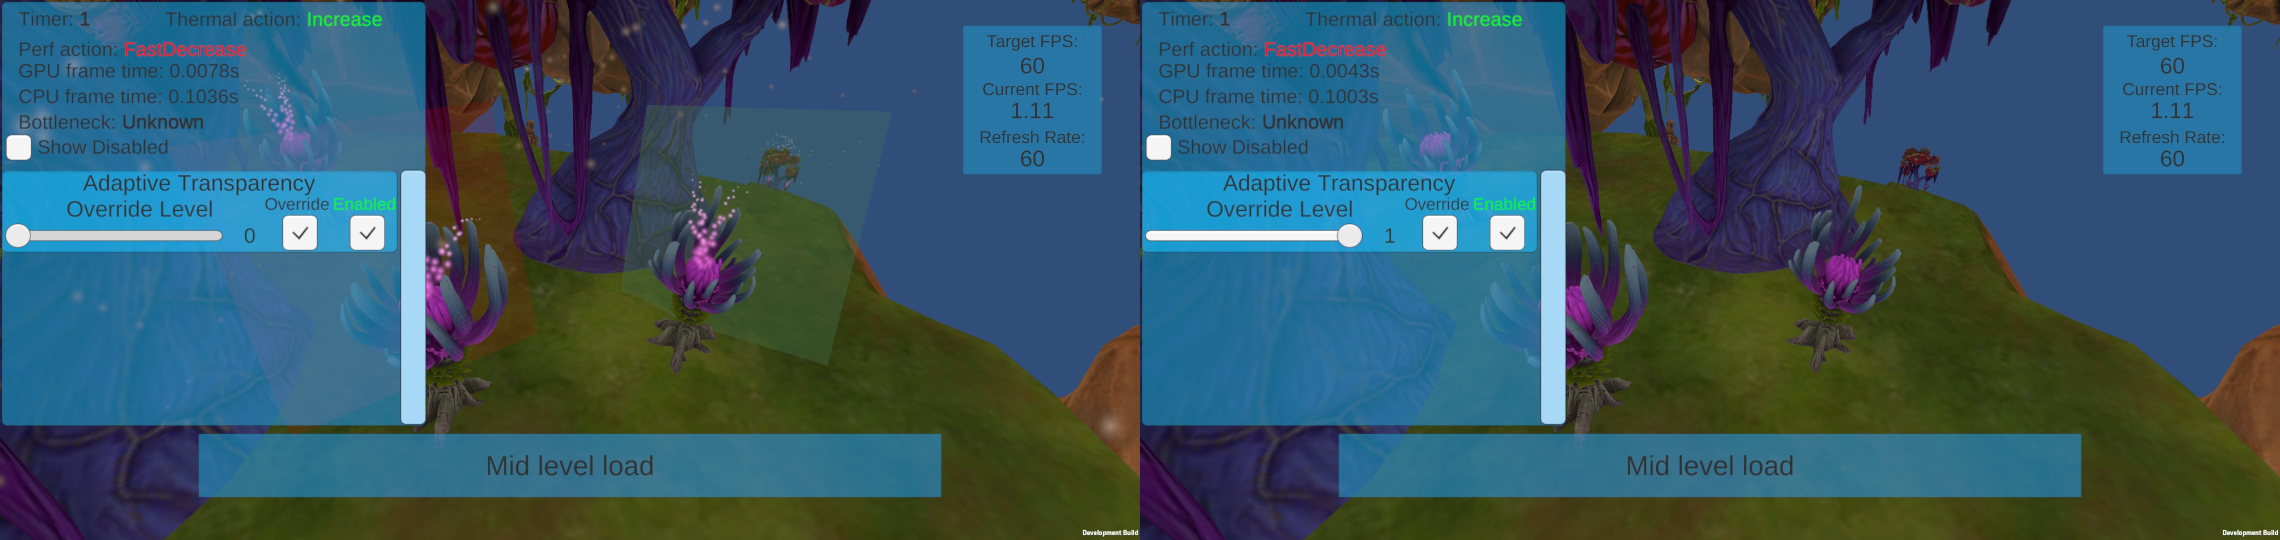 Timer: 1 Thermal action: Increase
Perf action: FastDecrease
GPU frame time: 0.0078s
CPU frame time: 0.1036s
Bottleneck: Unknown
Show Disabled
Adaptive Transparency
Override Level Override Enabled
0
Target FPS:
60
Current FPS:
1.11
Refresh Rate:
60
Mid level load
Development Build
Timer: 1 Thermal action: Increase
Perf action: FastDecrease
GPU frame time: 0.0043s
CPU frame time: 0.1003s
Bottleneck: Unknown
Show Disabled
Adaptive Transparency
Override Level Override Enabled
1
Target FPS:
60
Current FPS:
1.11
Refresh Rate:
60
Mid level load
Development Build